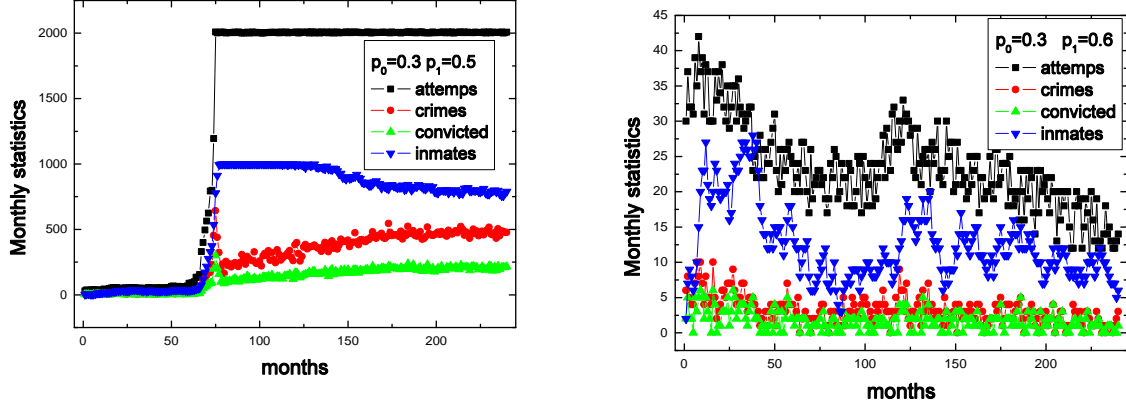 2000
1500
1000
500
0
Monthly statistics
p0=0.3 p1=0.5
attemps
crimes
convicted
inmates
0 50 100 150 200
months
45
40
35
30
25
20
15
10
5
0
Monthly statistics
p0=0.3 p1=0.6
attemps
crimes
convicted
inmates
0 50 100 150 200
months